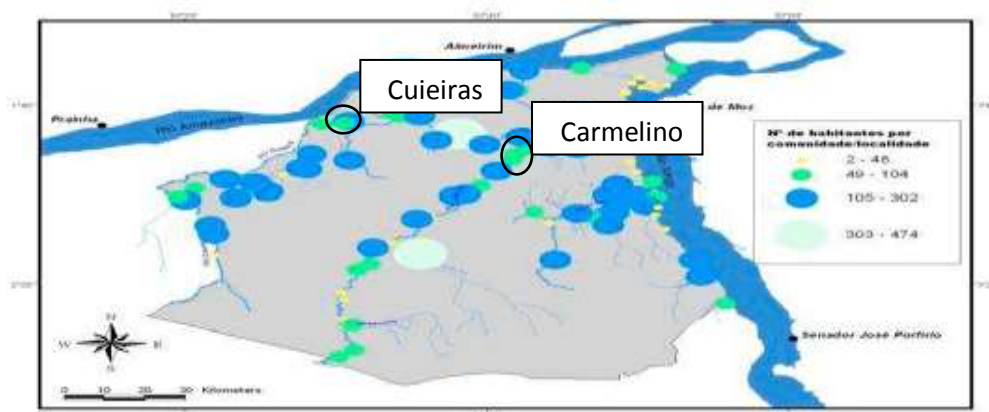 Almeirim
Cuieiras
Prainha
Rio Amazonas
de Moz
Carmelino
Nº de habitantes por
comunidade/localidade
2 - 48
49 - 104
105 - 302
303 - 474
N
W
E
S
Senador José Porfírio
0 10 20 30 Kilometers